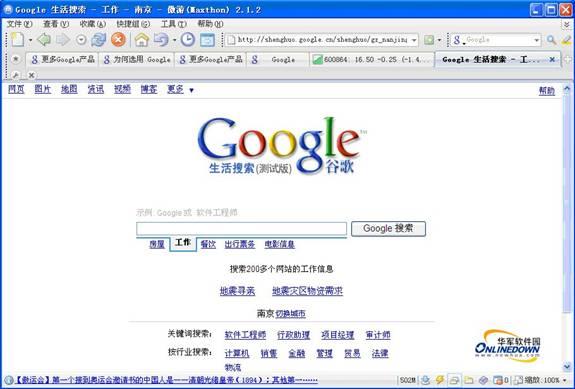 Google 生活搜索 - 工作 - 南京 - 傲游(Maxthon) 2.1.2
文件(F) 查看(V) 收藏(A) 快捷组(G) 工具(T) 帮助(H)
http://shenghuo.google.cn/shenghuo/gz_nanjing Google
更多Google产品 为何选用 Google 更多Google产品 Google 600864: 16.50 -0.25 (-1.4... Google 生活搜索 - 工...
网页 图片 地图 资讯 视频 博客 更多 ▼ 帮助
Google™
生活搜索(测试版) 谷歌
示例: Google 或 软件工程师
Google 搜索
房屋 工作 餐饮 出行票务 电影信息
搜索200多个网站的工作信息
地震寻亲 地震灾区物资需求
南京 切换城市
关键词搜索: 软件工程师 行政助理 项目经理 审计师
按行业搜索: 计算机 销售 金融 管理 贸易 法律
物流
华军软件园
ONLINEDOWN
www.newhua.com
【傲运会】第一个接到奥运会邀请书的中国人是——清朝光绪皇帝 (1894) ; 其他第一······
502M 0 缩放:100%